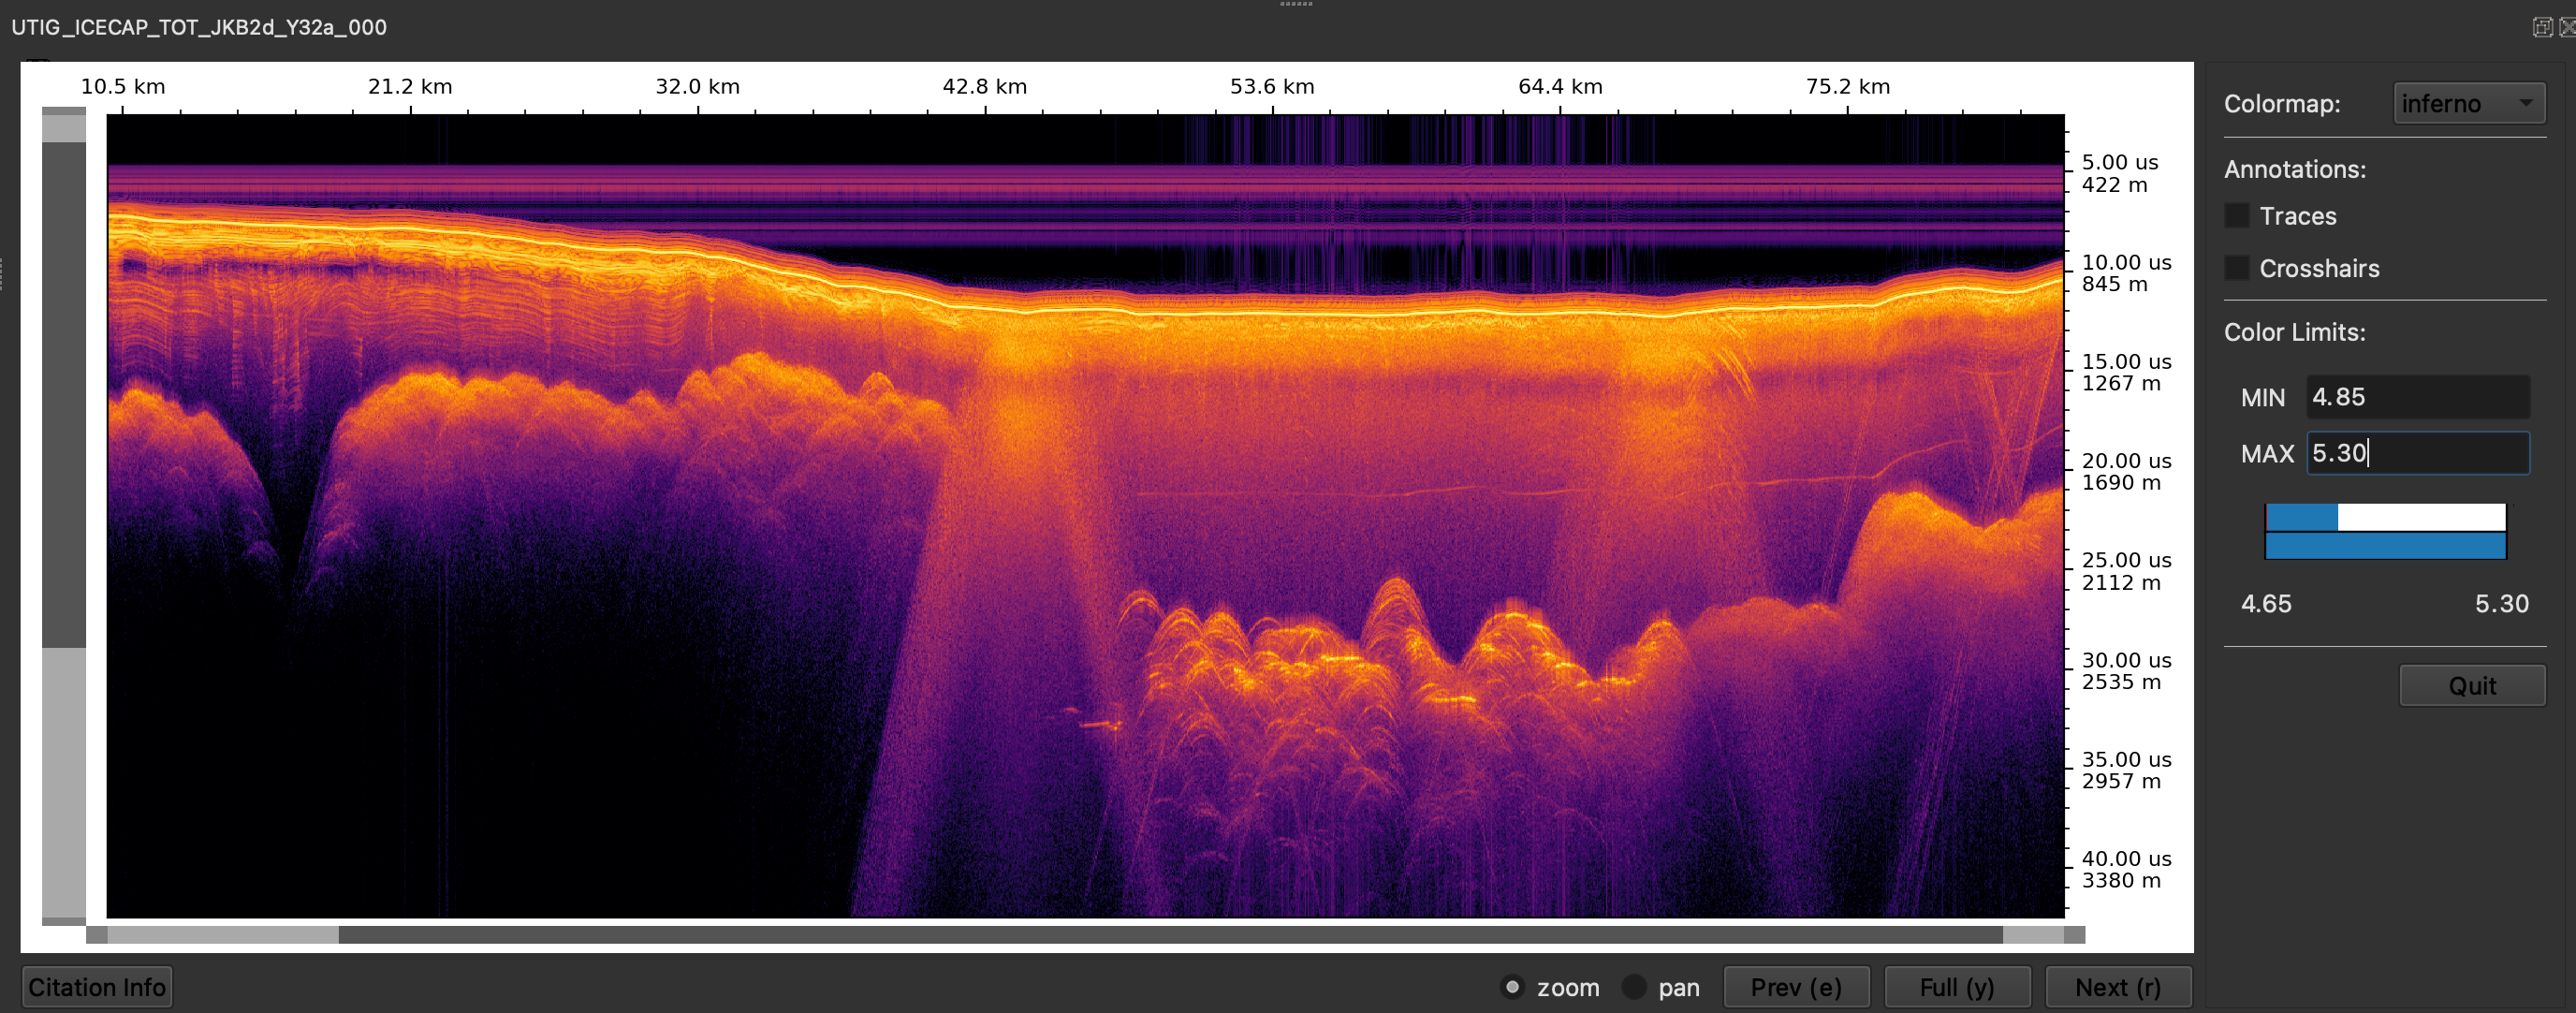 UTIG_ICECAP_TOT_JKB2d_Y32a_000
10.5 km 21.2 km 32.0 km 42.8 km 53.6 km 64.4 km 75.2 km
5.00 us
422 m
10.00 us
845 m
15.00 us
1267 m
20.00 us
1690 m
25.00 us
2112 m
30.00 us
2535 m
35.00 us
2957 m
40.00 us
3380 m
Colormap: inferno
Annotations:
Traces
Crosshairs
Color Limits:
MIN 4.85
MAX 5.30
4.65 5.30
Quit
Citation Info zoom pan Prev (e) Full (y) Next (r)